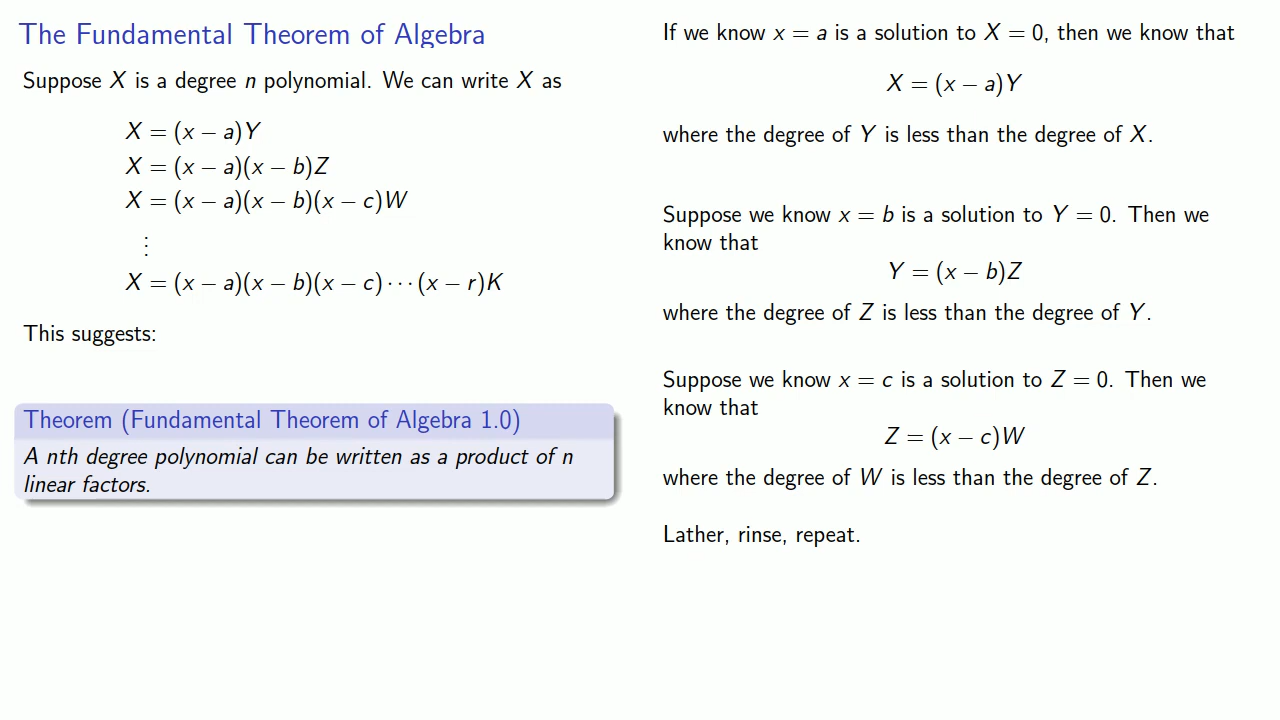 The Fundamental Theorem of Algebra
Suppose X is a degree n polynomial. We can write X as
X = (x − a)Y
X = (x − a)(x − b)Z
X = (x − a)(x − b)(x − c)W
⋮
X = (x − a)(x − b)(x − c) ⋯ (x − r)K
This suggests:
Theorem (Fundamental Theorem of Algebra 1.0)
A nth degree polynomial can be written as a product of n
linear factors.
If we know x = a is a solution to X = 0, then we know that
X = (x − a)Y
where the degree of Y is less than the degree of X.
Suppose we know x = b is a solution to Y = 0. Then we
know that
Y = (x − b)Z
where the degree of Z is less than the degree of Y.
Suppose we know x = c is a solution to Z = 0. Then we
know that
Z = (x − c)W
where the degree of W is less than the degree of Z.
Lather, rinse, repeat.